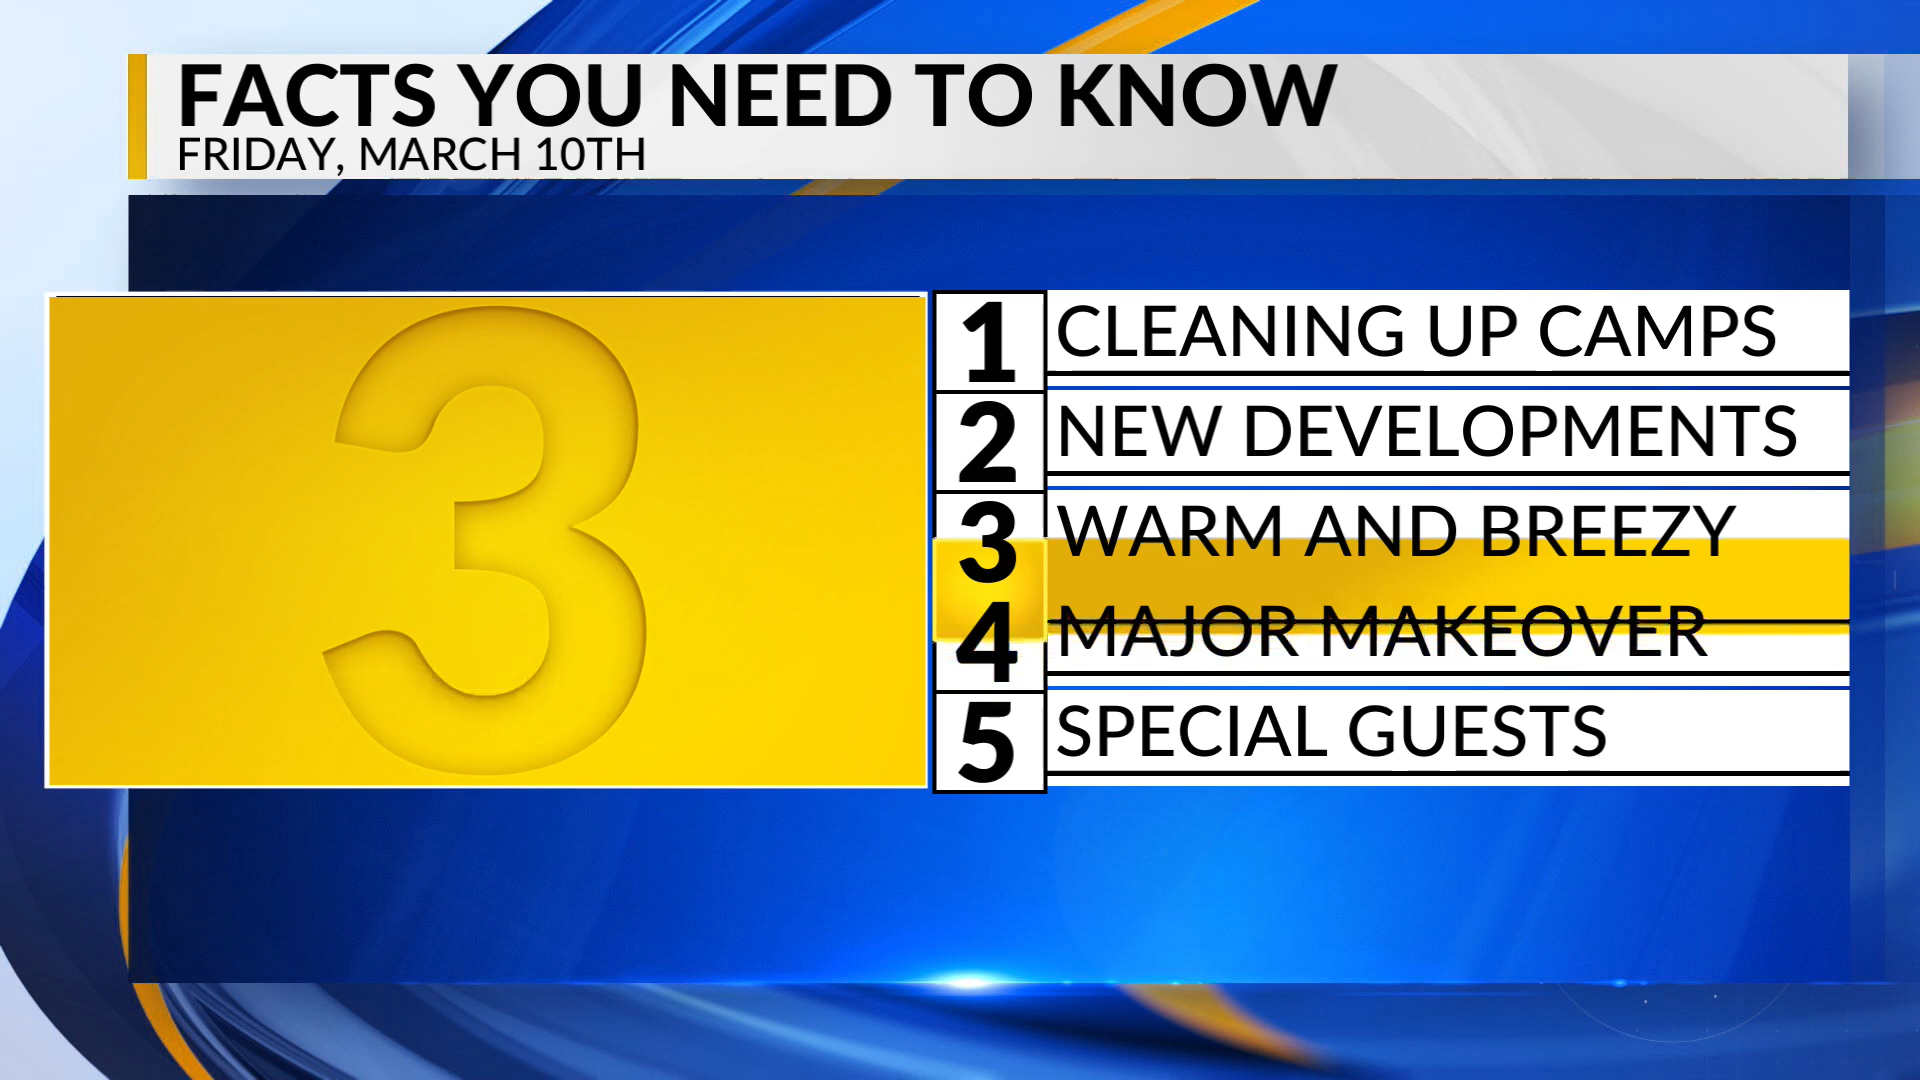 FACTS YOU NEED TO KNOW
FRIDAY, MARCH 10TH
3
1 CLEANING UP CAMPS
2 NEW DEVELOPMENTS
3 WARM AND BREEZY
4 MAJOR MAKEOVER
5 SPECIAL GUESTS